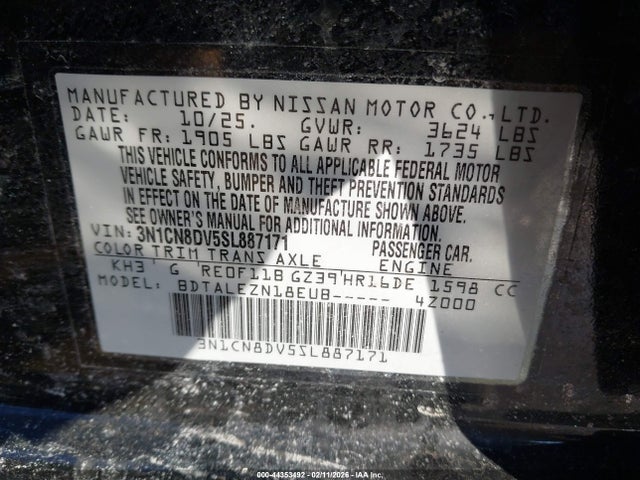 MANUFACTURED BY NISSAN MOTOR CO., LTD.
DATE: 10/25. GVWR: 3624 LBS
GAWR FR: 1905 LBS GAWR RR: 1735 LBS
THIS VEHICLE CONFORMS TO ALL APPLICABLE FEDERAL MOTOR
VEHICLE SAFETY, BUMPER AND THEFT PREVENTION STANDARDS
IN EFFECT ON THE DATE OF MANUFACTURE SHOWN ABOVE.
SEE OWNER'S MANUAL FOR ADDITIONAL INFORMATION.
VIN: 3N1CN8DV5SL887171 PASSENGER CAR.
COLOR TRIM TRANS AXLE ENGINE
KH3 G RE0F11B GZ39 HR16DE 1598 CC
MODEL: BDTALEZN18EUB----- 4Z000
3N1CN8DV5SL887171
000-44353492 - 02/11/2026 - IAAI.com